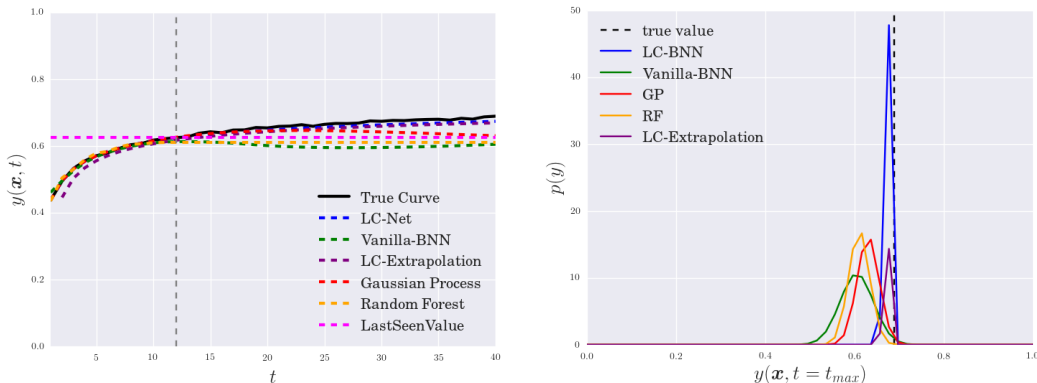 1.0
0.8
0.6
0.4
0.2
0.0
y(x, t)
5
10
15
20
25
30
35
40
t
True Curve
LC-Net
Vanilla-BNN
LC-Extrapolation
Gaussian Process
Random Forest
LastSeenValue
50
40
30
20
10
0
p(y)
0.0
0.2
0.4
0.6
0.8
1.0
y(x, t = t_max)
true value
LC-BNN
Vanilla-BNN
GP
RF
LC-Extrapolation